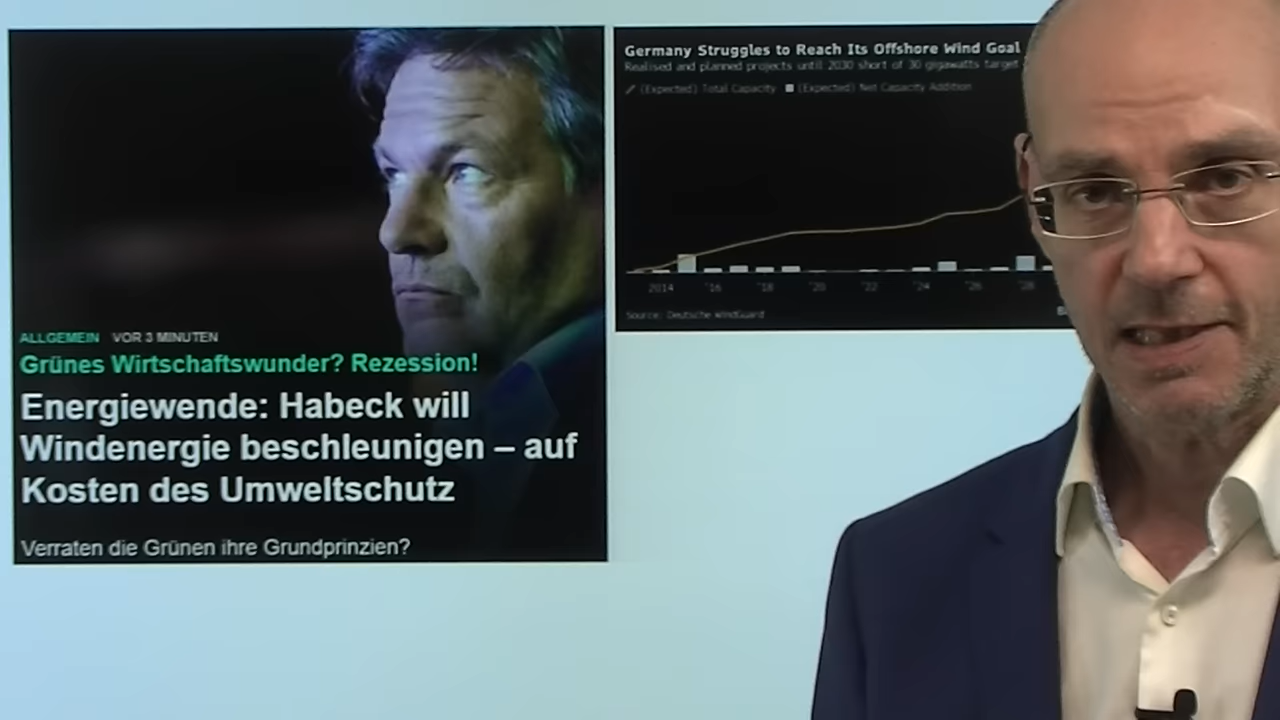 ALLGEMEIN VOR 3 MINUTEN
Grünes Wirtschaftswunder? Rezession!
Energiewende: Habeck will
Windenergie beschleunigen – auf
Kosten des Umweltschutz
Verraten die Grünen ihre Grundprinzien?
Germany Struggles to Reach Its Offshore Wind Goal
Realised and planned projects until 2030 short of 30 gigawatts target
(Expected) Total Capacity (Expected) Net Capacity Addition
2014 '16 '18 '20 '22 '24 '26 '28
Source: Deutsche WindGuard